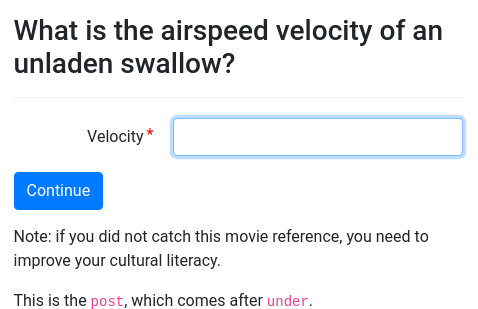 What is the airspeed velocity of an
unladen swallow?
Velocity *
Continue
Note: if you did not catch this movie reference, you need to
improve your cultural literacy.
This is the post, which comes after under.